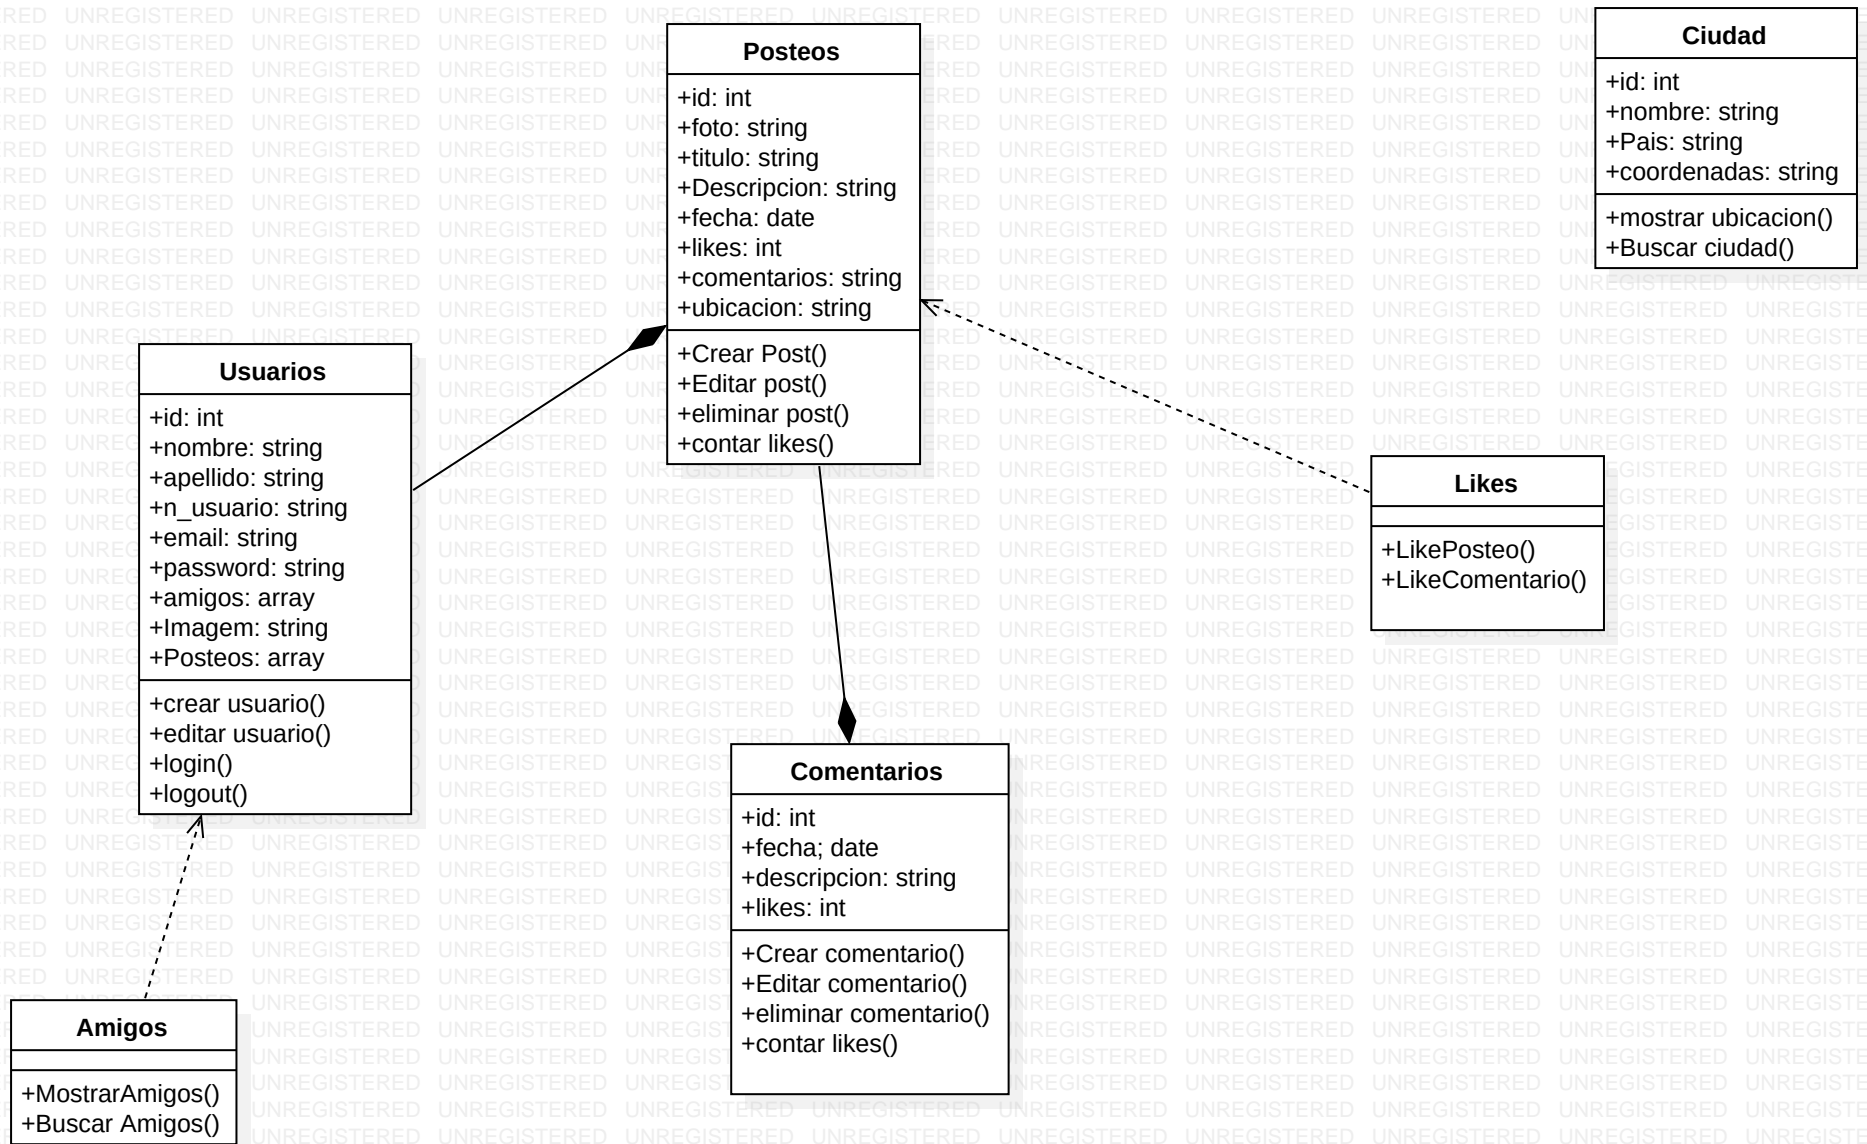 Posteos
+id: int
+foto: string
+titulo: string
+Descripcion: string
+fecha: date
+likes: int
+comentarios: string
+ubicacion: string
+Crear Post()
+Editar post()
+eliminar post()
+contar likes()
Ciudad
+id: int
+nombre: string
+Pais: string
+coordenadas: string
+mostrar ubicacion()
+Buscar ciudad()
Usuarios
+id: int
+nombre: string
+apellido: string
+n_usuario: string
+email: string
+password: string
+amigos: array
+Imagem: string
+Posteos: array
+crear usuario()
+editar usuario()
+login()
+logout()
Likes
+LikePosteo()
+LikeComentario()
Comentarios
+id: int
+fecha; date
+descripcion: string
+likes: int
+Crear comentario()
+Editar comentario()
+eliminar comentario()
+contar likes()
Amigos
+MostrarAmigos()
+Buscar Amigos()
UNREGISTERED